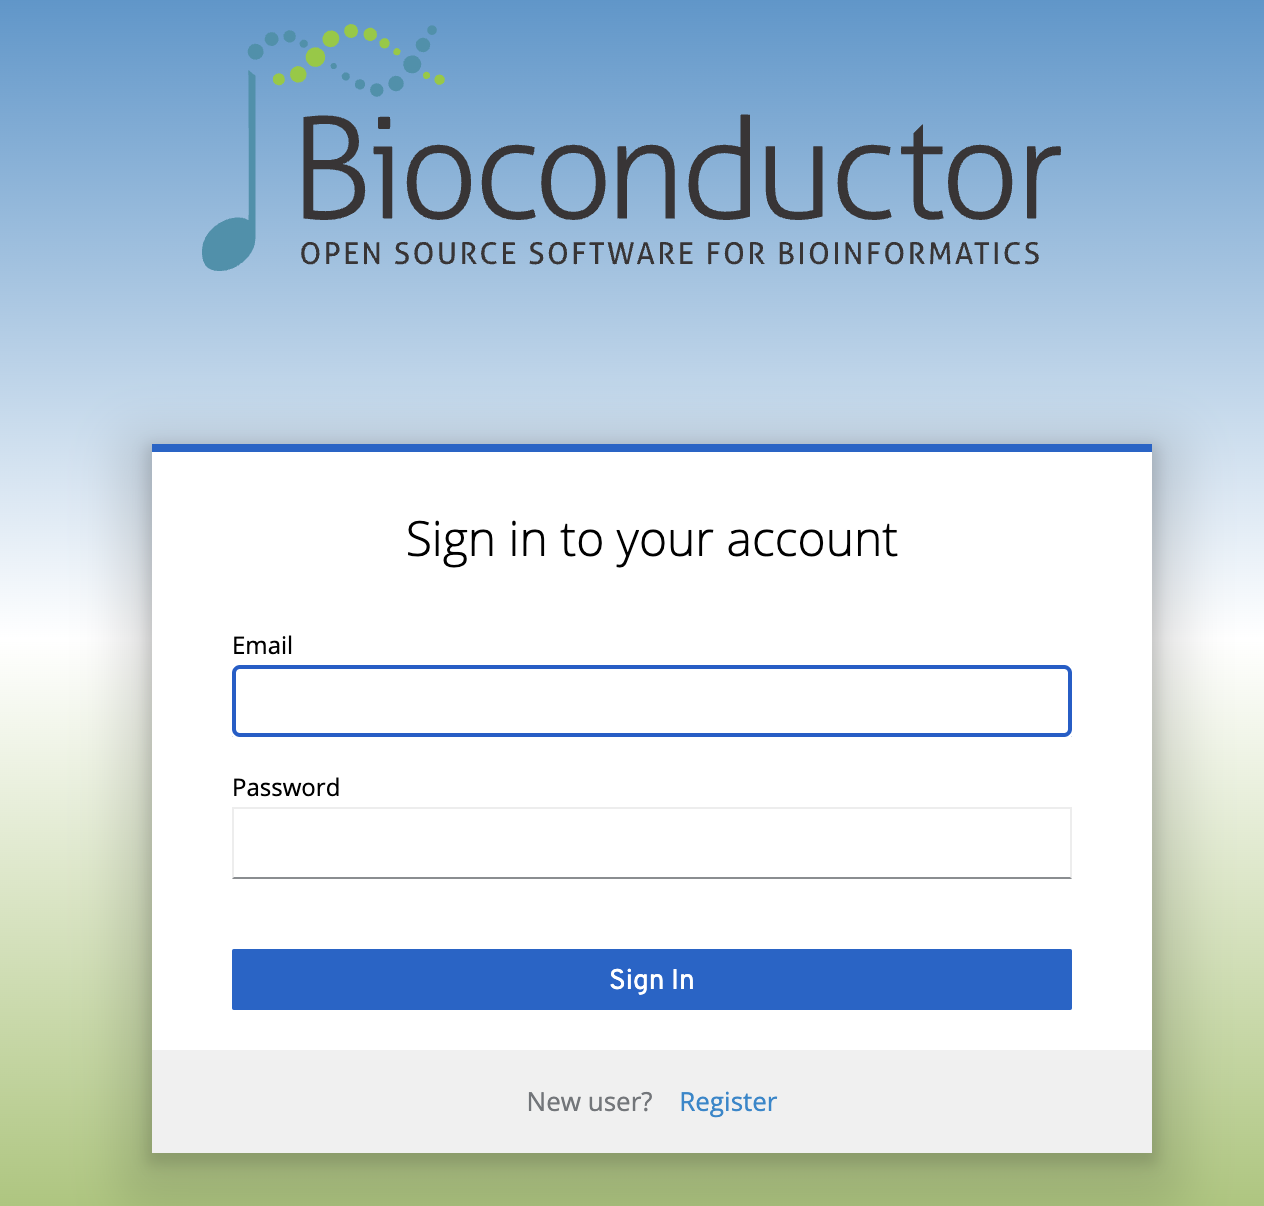 Bioconductor
OPEN SOURCE SOFTWARE FOR BIOINFORMATICS
Sign in to your account
Email
Password
Sign In
New user? Register